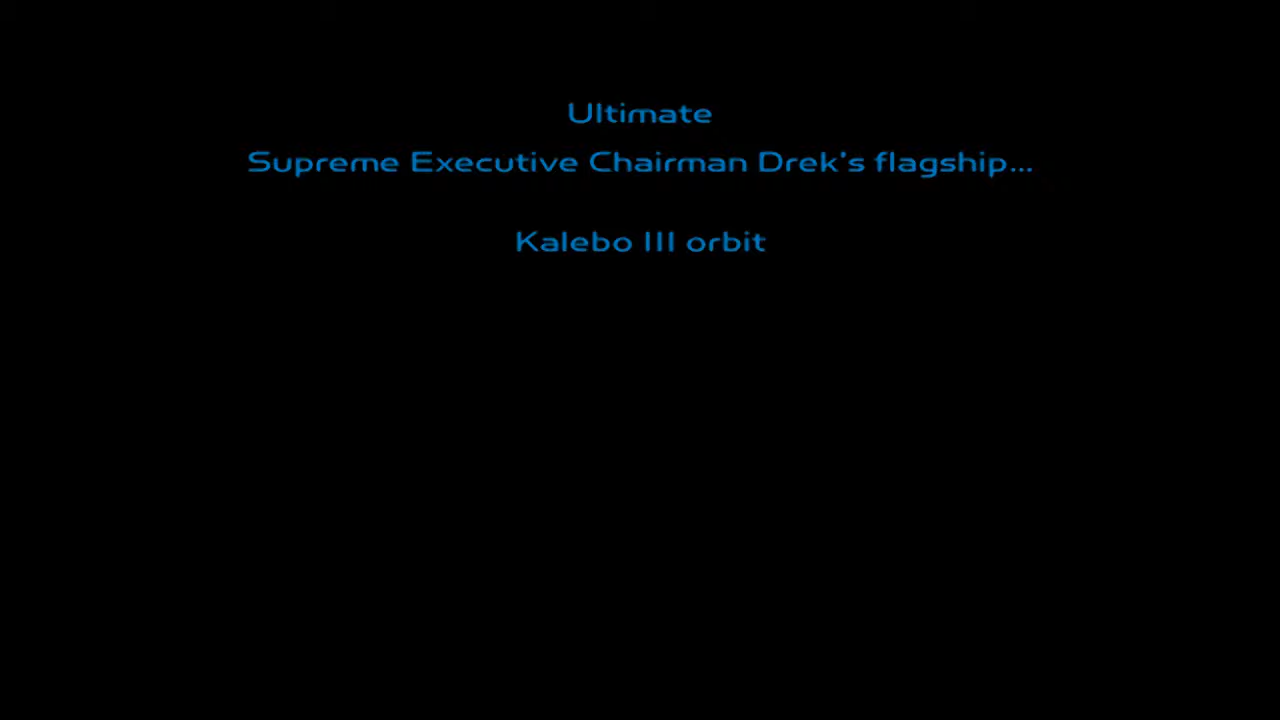 Ultimate
Supreme Executive Chairman Drek's flagship...
Kalebo III orbit